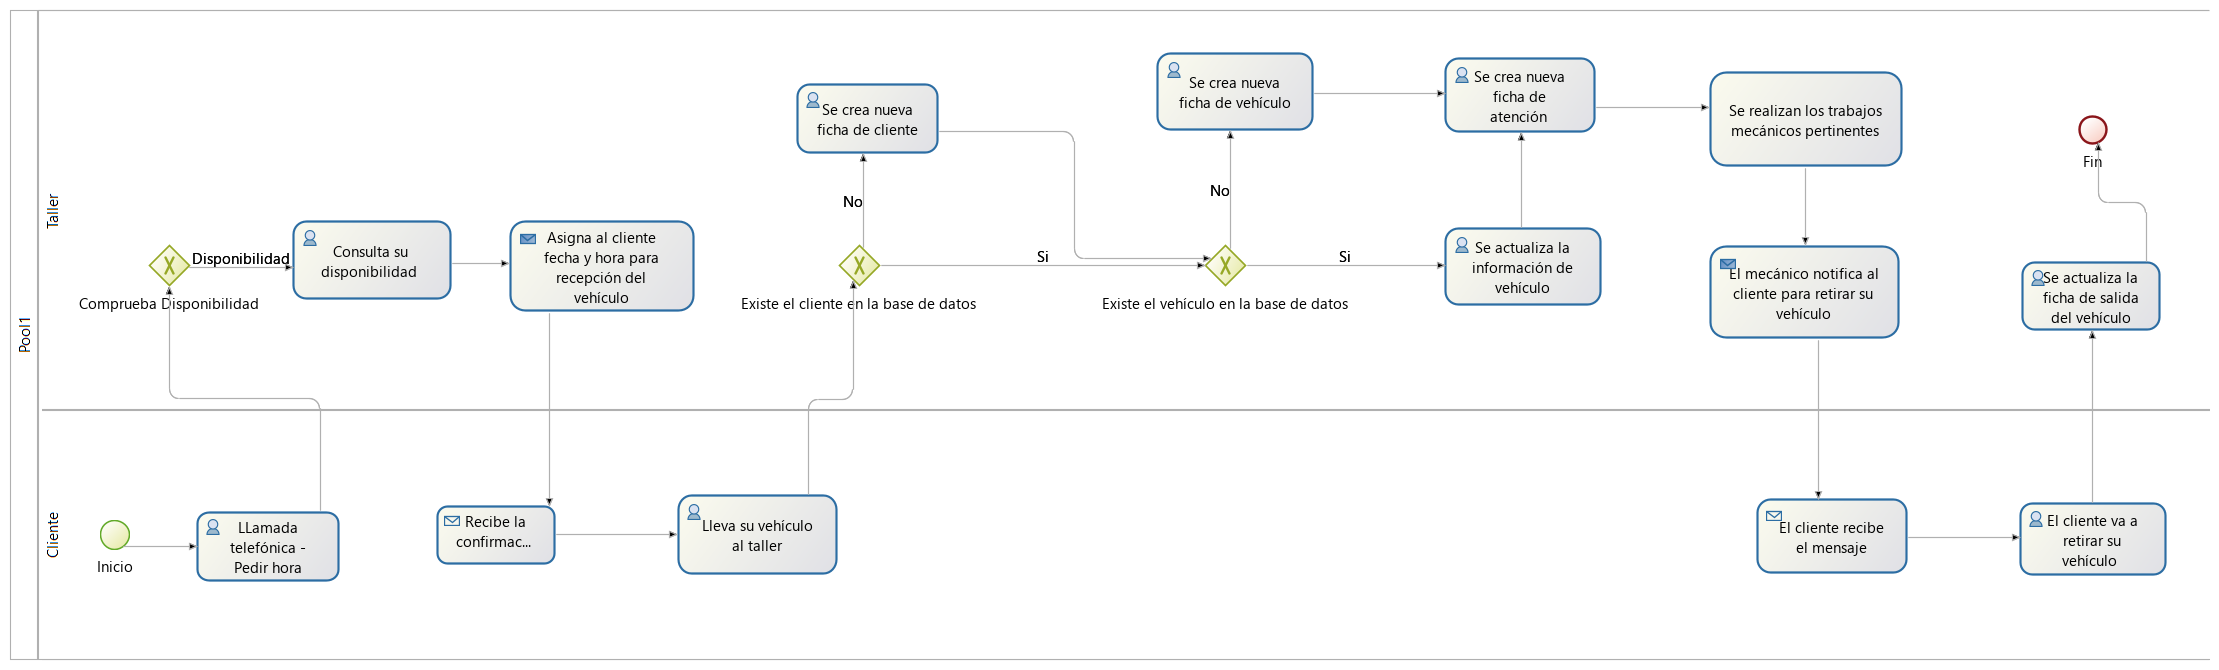 Pool1
Taller
Cliente
Inicio
LLamada
telefónica -
Pedir hora
Comprueba Disponibilidad
Disponibilidad
Consulta su
disponibilidad
Asigna al cliente
fecha y hora para
recepción del
vehículo
Recibe la
confirmac...
Lleva su vehículo
al taller
Existe el cliente en la base de datos
No
Se crea nueva
ficha de cliente
Si
Existe el vehículo en la base de datos
No
Se crea nueva
ficha de vehículo
Si
Se actualiza la
información de
vehículo
Se crea nueva
ficha de
atención
Se realizan los trabajos
mecánicos pertinentes
El mecánico notifica al
cliente para retirar su
vehículo
El cliente recibe
el mensaje
El cliente va a
retirar su
vehículo
Se actualiza la
ficha de salida
del vehículo
Fin